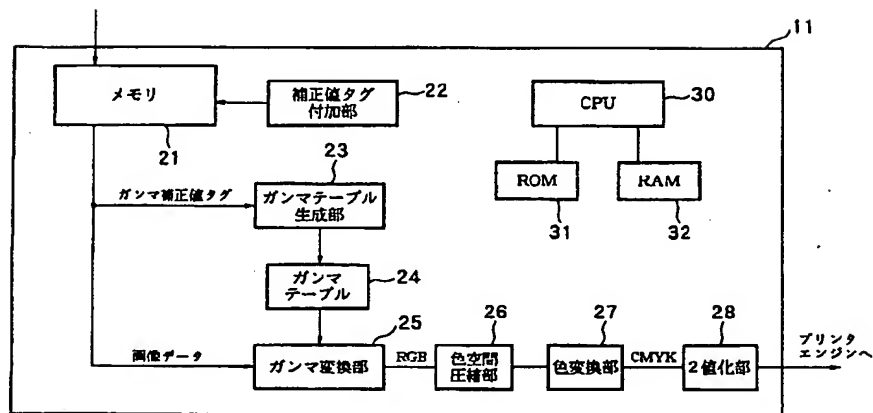 11
メモリ
21
補正値タグ
付加部
22
CPU
30
ROM
31
RAM
32
23
ガンマ補正値タグ
ガンマテーブル
生成部
ガンマ
テーブル
24
25
画像データ
ガンマ変換部
RGB
26
色空間
圧縮部
27
色変換部
CMYK
28
2値化部
プリンタ
エンジンへ